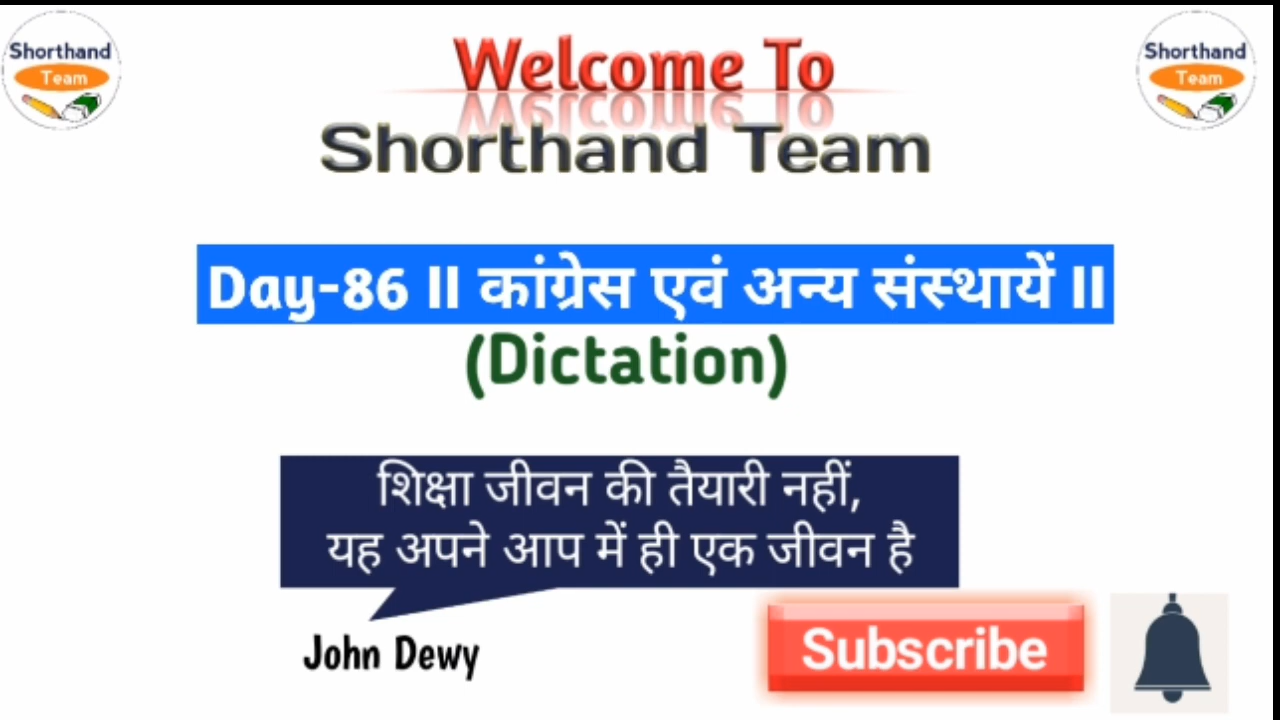 Shorthand
Team
Welcome To
Shorthand
Team
Shorthand Team
Day-86 II कांग्रेस एवं अन्य संस्थायें II
(Dictation)
शिक्षा जीवन की तैयारी नहीं,
यह अपने आप में ही एक जीवन है
John Dewy
Subscribe